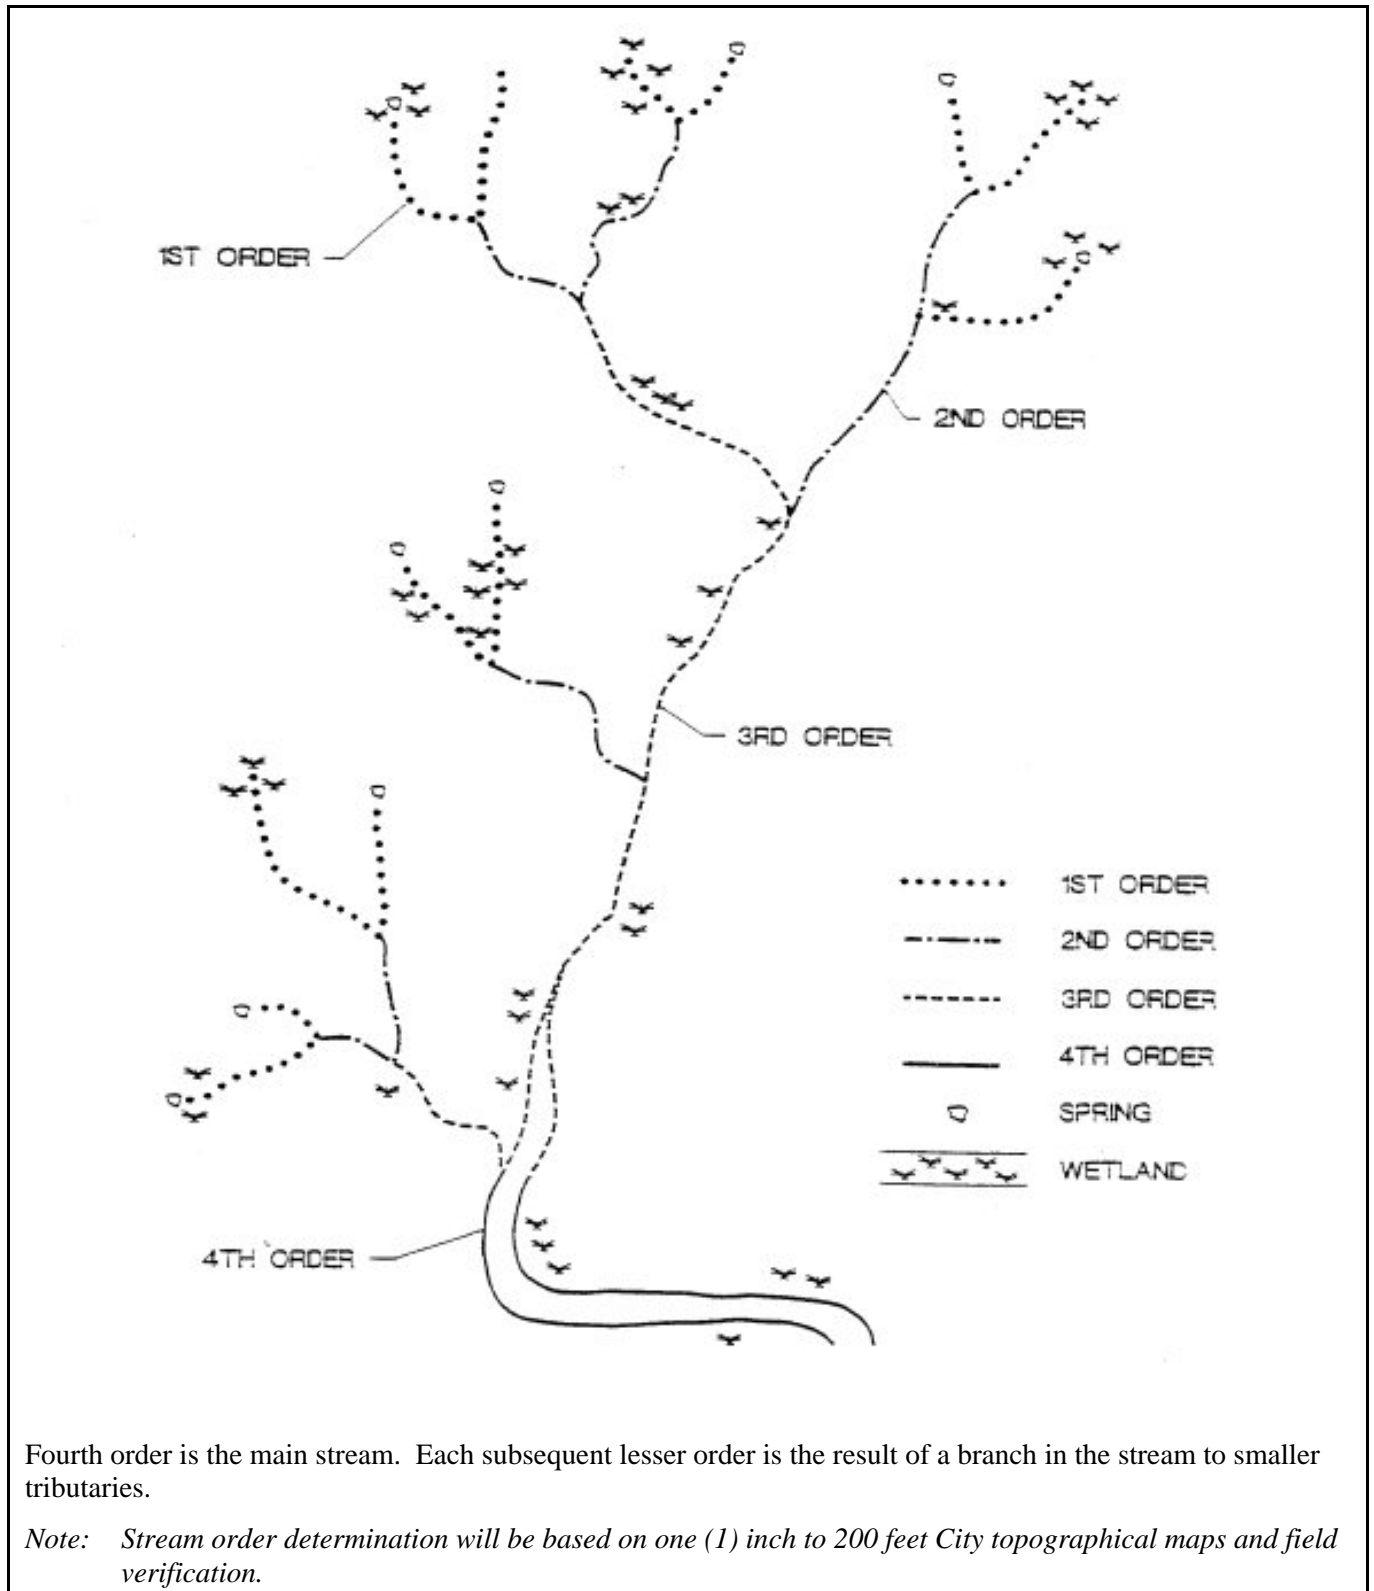 1ST ORDER
2ND ORDER
3RD ORDER
1ST ORDER
2ND ORDER
3RD ORDER
4TH ORDER
SPRING
WETLAND
4TH ORDER
Fourth order is the main stream. Each subsequent lesser order is the result of a branch in the stream to smaller
tributaries.
Note: Stream order determination will be based on one (1) inch to 200 feet City topographical maps and field
verification.